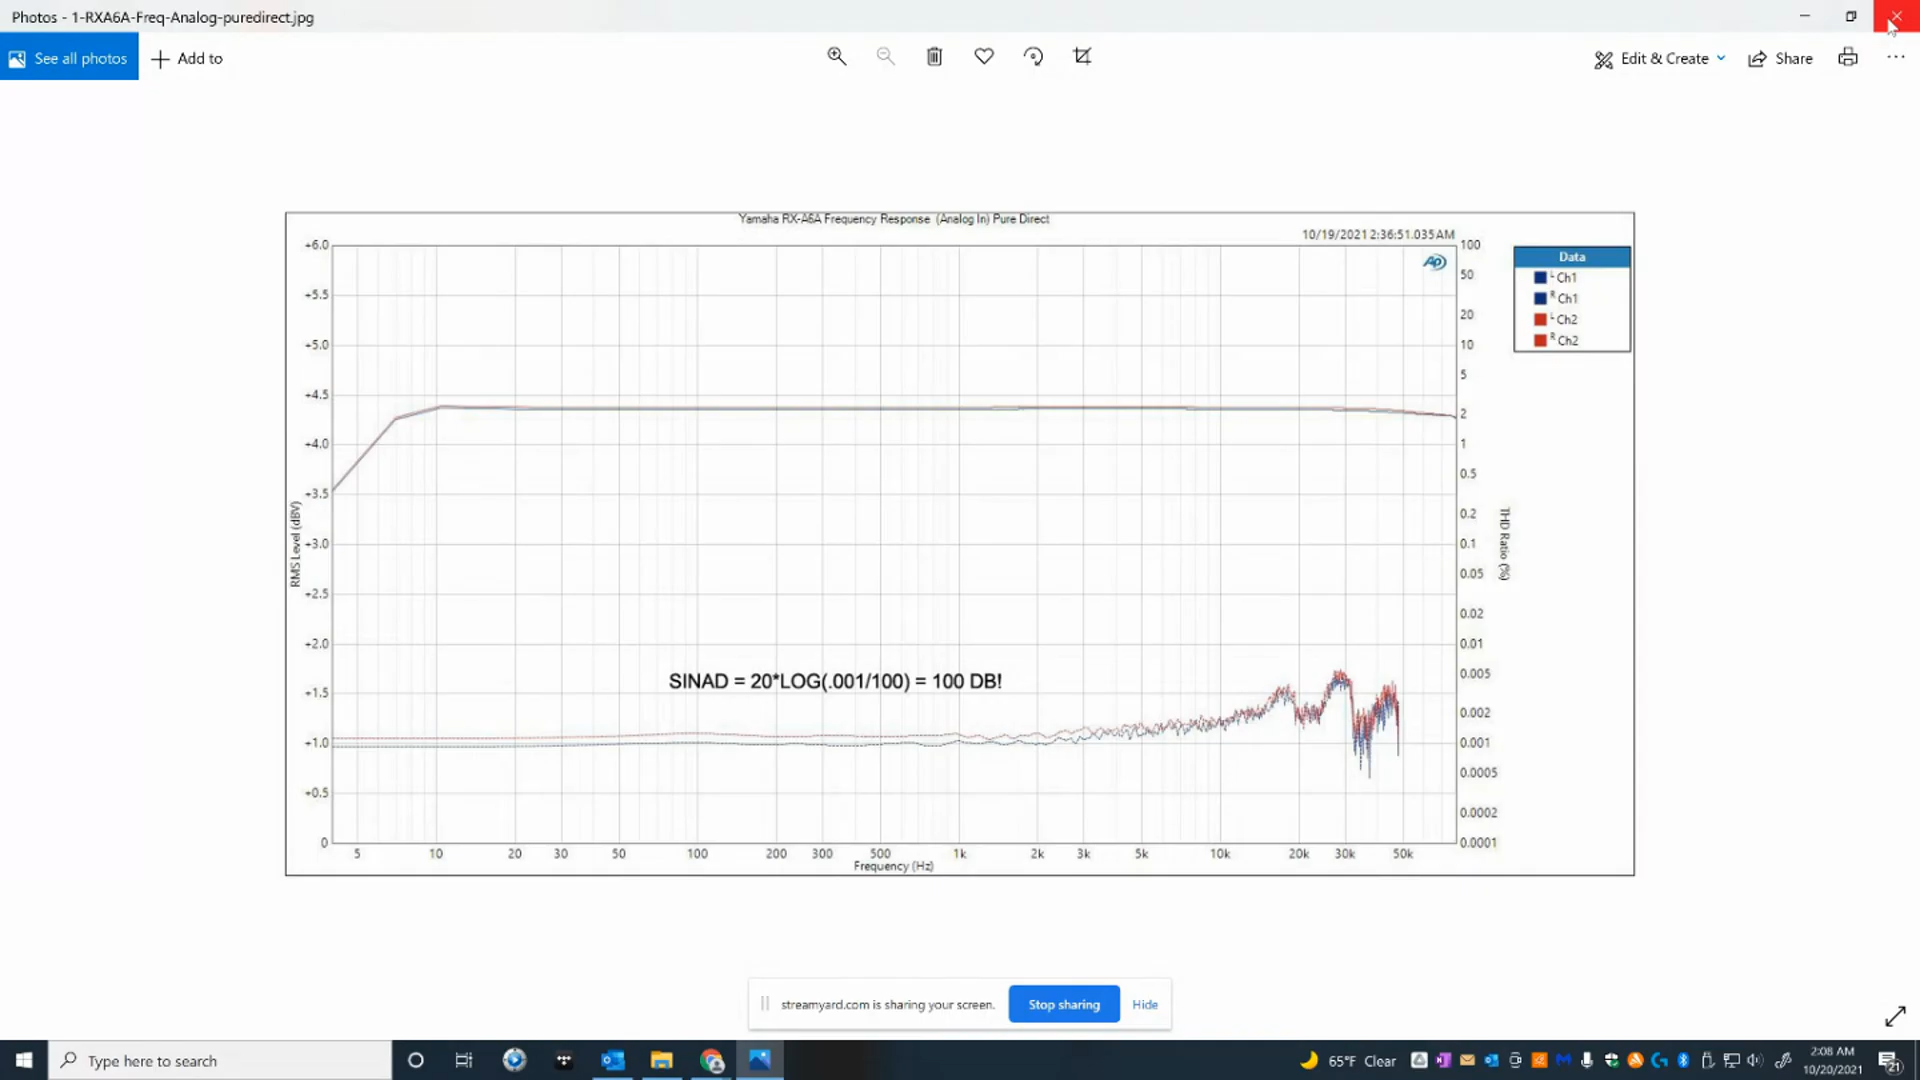 Photos - 1-RXA6A-Freq-Analog-puredirect.jpg
See all photos
Add to
Edit & Create
Share
Yamaha RX-A6A Frequency Response (Analog In) Pure Direct
10/19/2021 2:36:51.035AM
+6.0
+5.5
+5.0
+4.5
+4.0
+3.5
+3.0
+2.5
+2.0
+1.5
+1.0
+0.5
0
RMS Level (dBV)
100
50
20
10
5
2
1
0.5
0.2
0.1
0.05
0.02
0.01
0.005
0.002
0.001
0.0005
0.0002
0.0001
THD Ratio (%)
AP
Data
L Ch1
R Ch1
L Ch2
R Ch2
SINAD = 20*LOG(.001/100) = 100 DB!
5 10 20 30 50 100 200 300 500 1k 2k 3k 5k 10k 20k 30k 50k
Frequency (Hz)
streamyard.com is sharing your screen.
Stop sharing
Hide
Type here to search
65°F Clear
2:08 AM
10/20/2021
21